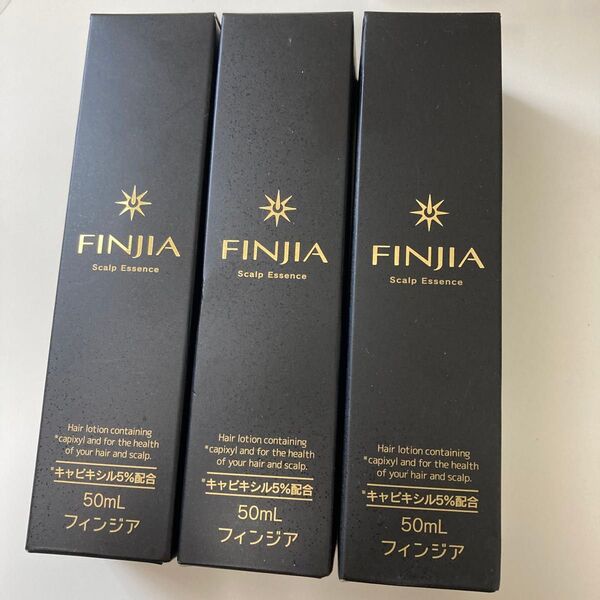 FINJIA
Scalp Essence
Hair lotion containing
*capixyl and for the health
of your hair and scalp.
*キャピキシル5%配合
50mL
フィンジア
FINJIA
Scalp Essence
Hair lotion containing
*capixyl and for the health
of your hair and scalp.
*キャピキシル5%配合
50mL
フィンジア
FINJIA
Scalp Essence
Hair lotion containing
*capixyl and for the health
of your hair and scalp.
*キャピキシル5%配合
50mL
フィンジア